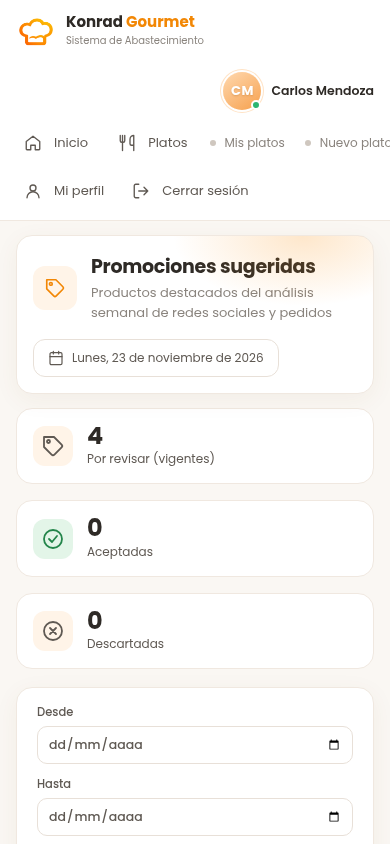 Konrad Gourmet
Sistema de Abastecimiento
CM
Carlos Mendoza
Inicio
Platos
Mis platos
Nuevo plato
Mi perfil
Cerrar sesión
Promociones sugeridas
Productos destacados del análisis
semanal de redes sociales y pedidos
Lunes, 23 de noviembre de 2026
4
Por revisar (vigentes)
0
Aceptadas
0
Descartadas
Desde
dd/mm/aaaa
Hasta
dd/mm/aaaa